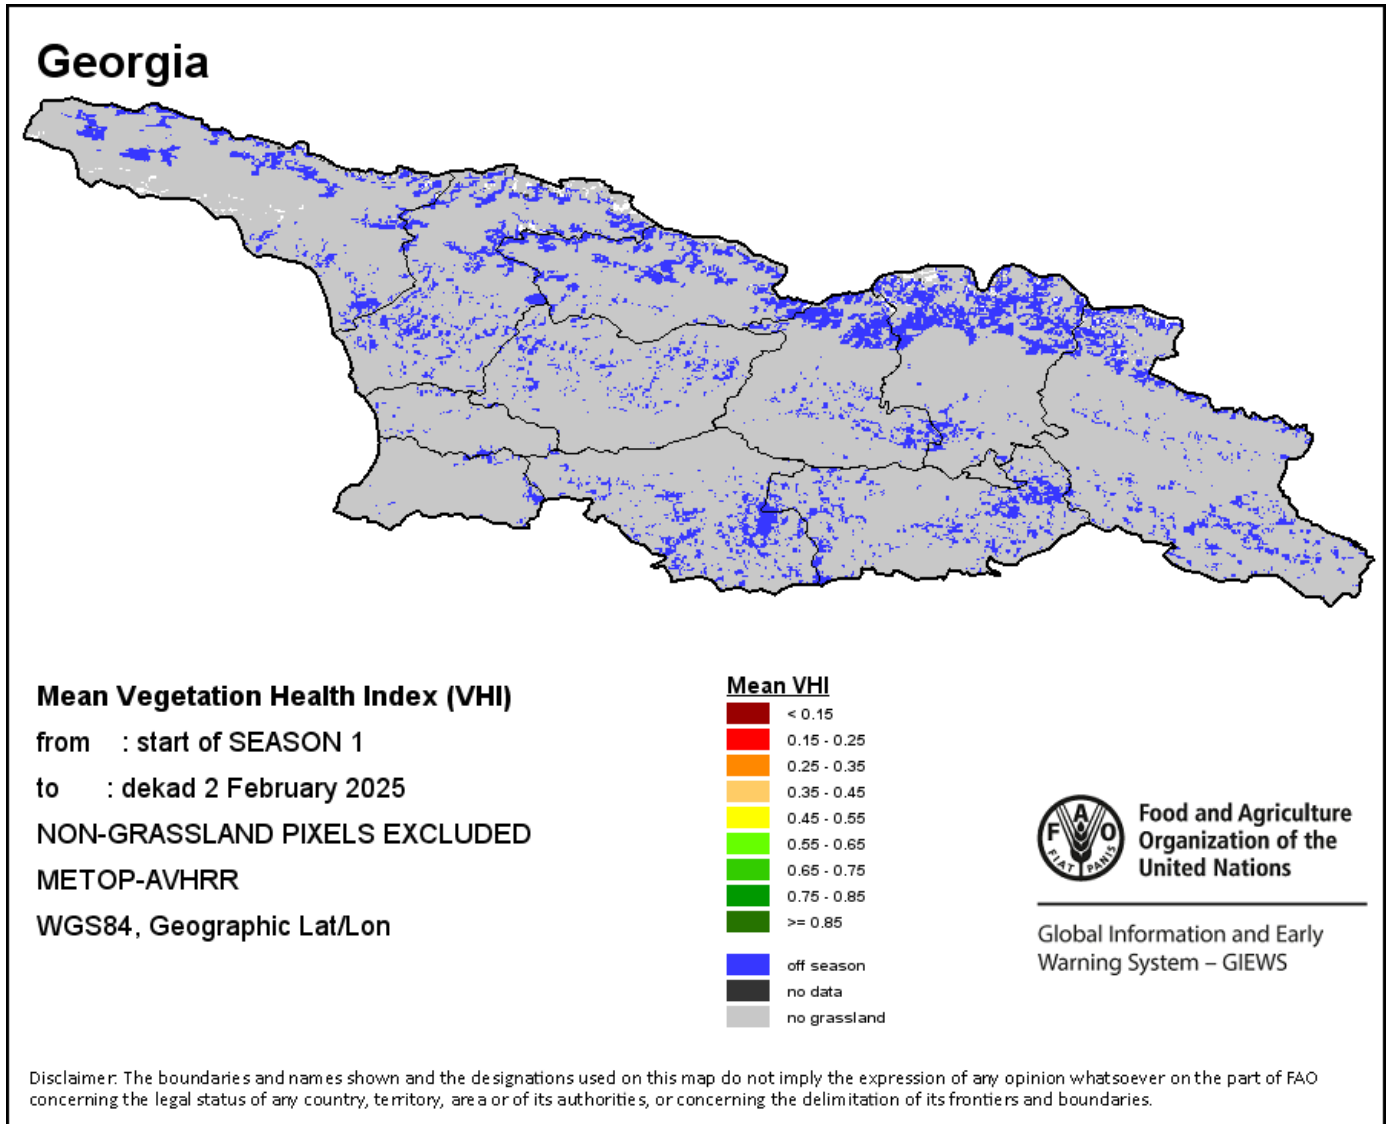 Georgia
Mean Vegetation Health Index (VHI)
from : start of SEASON 1
to : dekad 2 February 2025
NON-GRASSLAND PIXELS EXCLUDED
METOP-AVHRR
WGS84, Geographic Lat/Lon
Mean VHI
< 0.15
0.15 - 0.25
0.25 - 0.35
0.35 - 0.45
0.45 - 0.55
0.55 - 0.65
0.65 - 0.75
0.75 - 0.85
>= 0.85
off season
no data
no grassland
F A O
FIAT PANIS
Food and Agriculture
Organization of the
United Nations
Global Information and Early
Warning System – GIEWS
Disclaimer: The boundaries and names shown and the designations used on this map do not imply the expression of any opinion whatsoever on the part of FAO
concerning the legal status of any country, territory, area or of its authorities, or concerning the delimitation of its frontiers and boundaries.